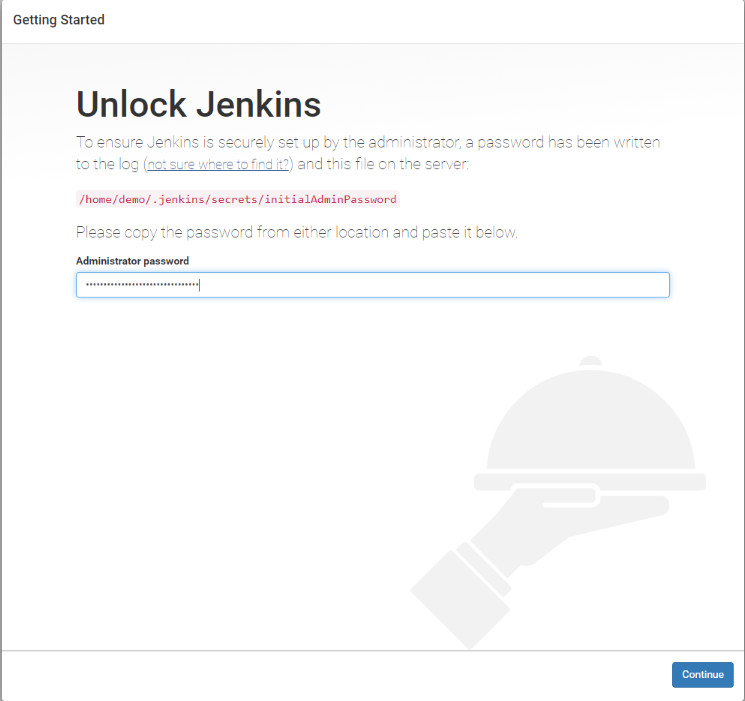 Getting Started
Unlock Jenkins
To ensure Jenkins is securely set up by the administrator, a password has been written
to the log (not sure where to find it?) and this file on the server:
/home/demo/.jenkins/secrets/initialAdminPassword
Please copy the password from either location and paste it below.
Administrator password
Continue